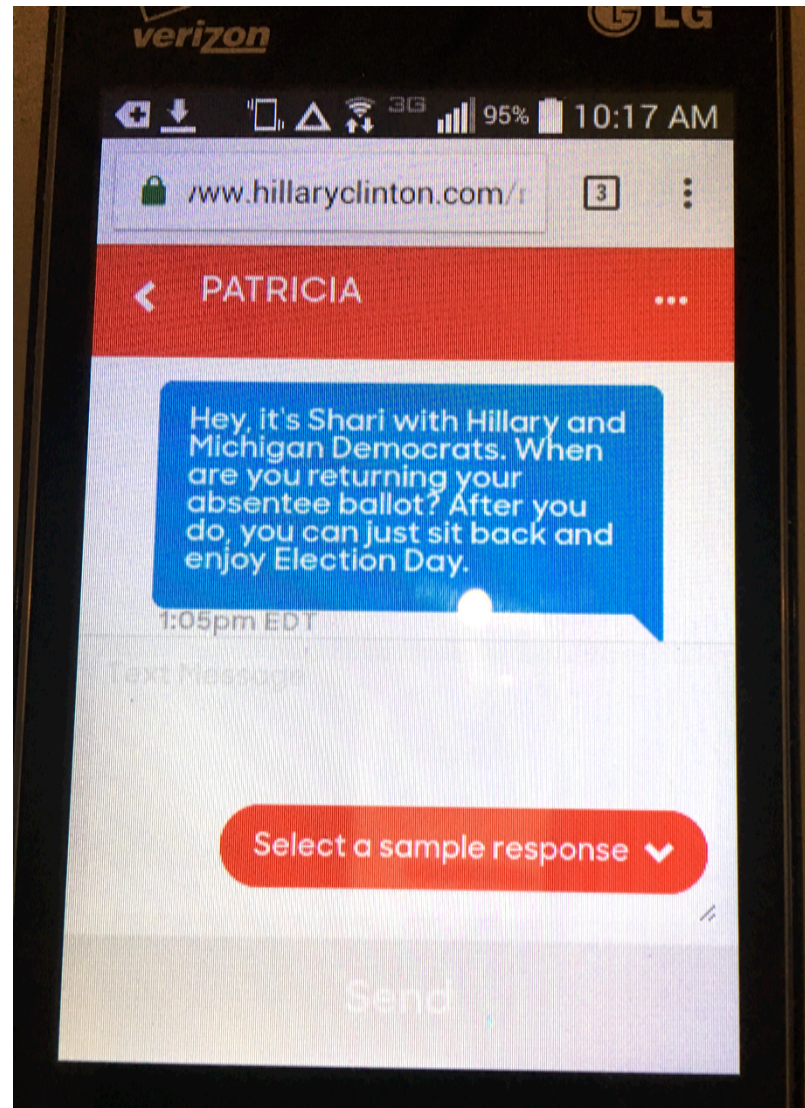 verizon
LG
3G 95% 10:17 AM
/ww.hillaryclinton.com/r
3
PATRICIA
Hey, it's Shari with Hillary and
Michigan Democrats. When
are you returning your
absentee ballot? After you
do, you can just sit back and
enjoy Election Day.
1:05pm EDT
Text Message
Select a sample response
Send